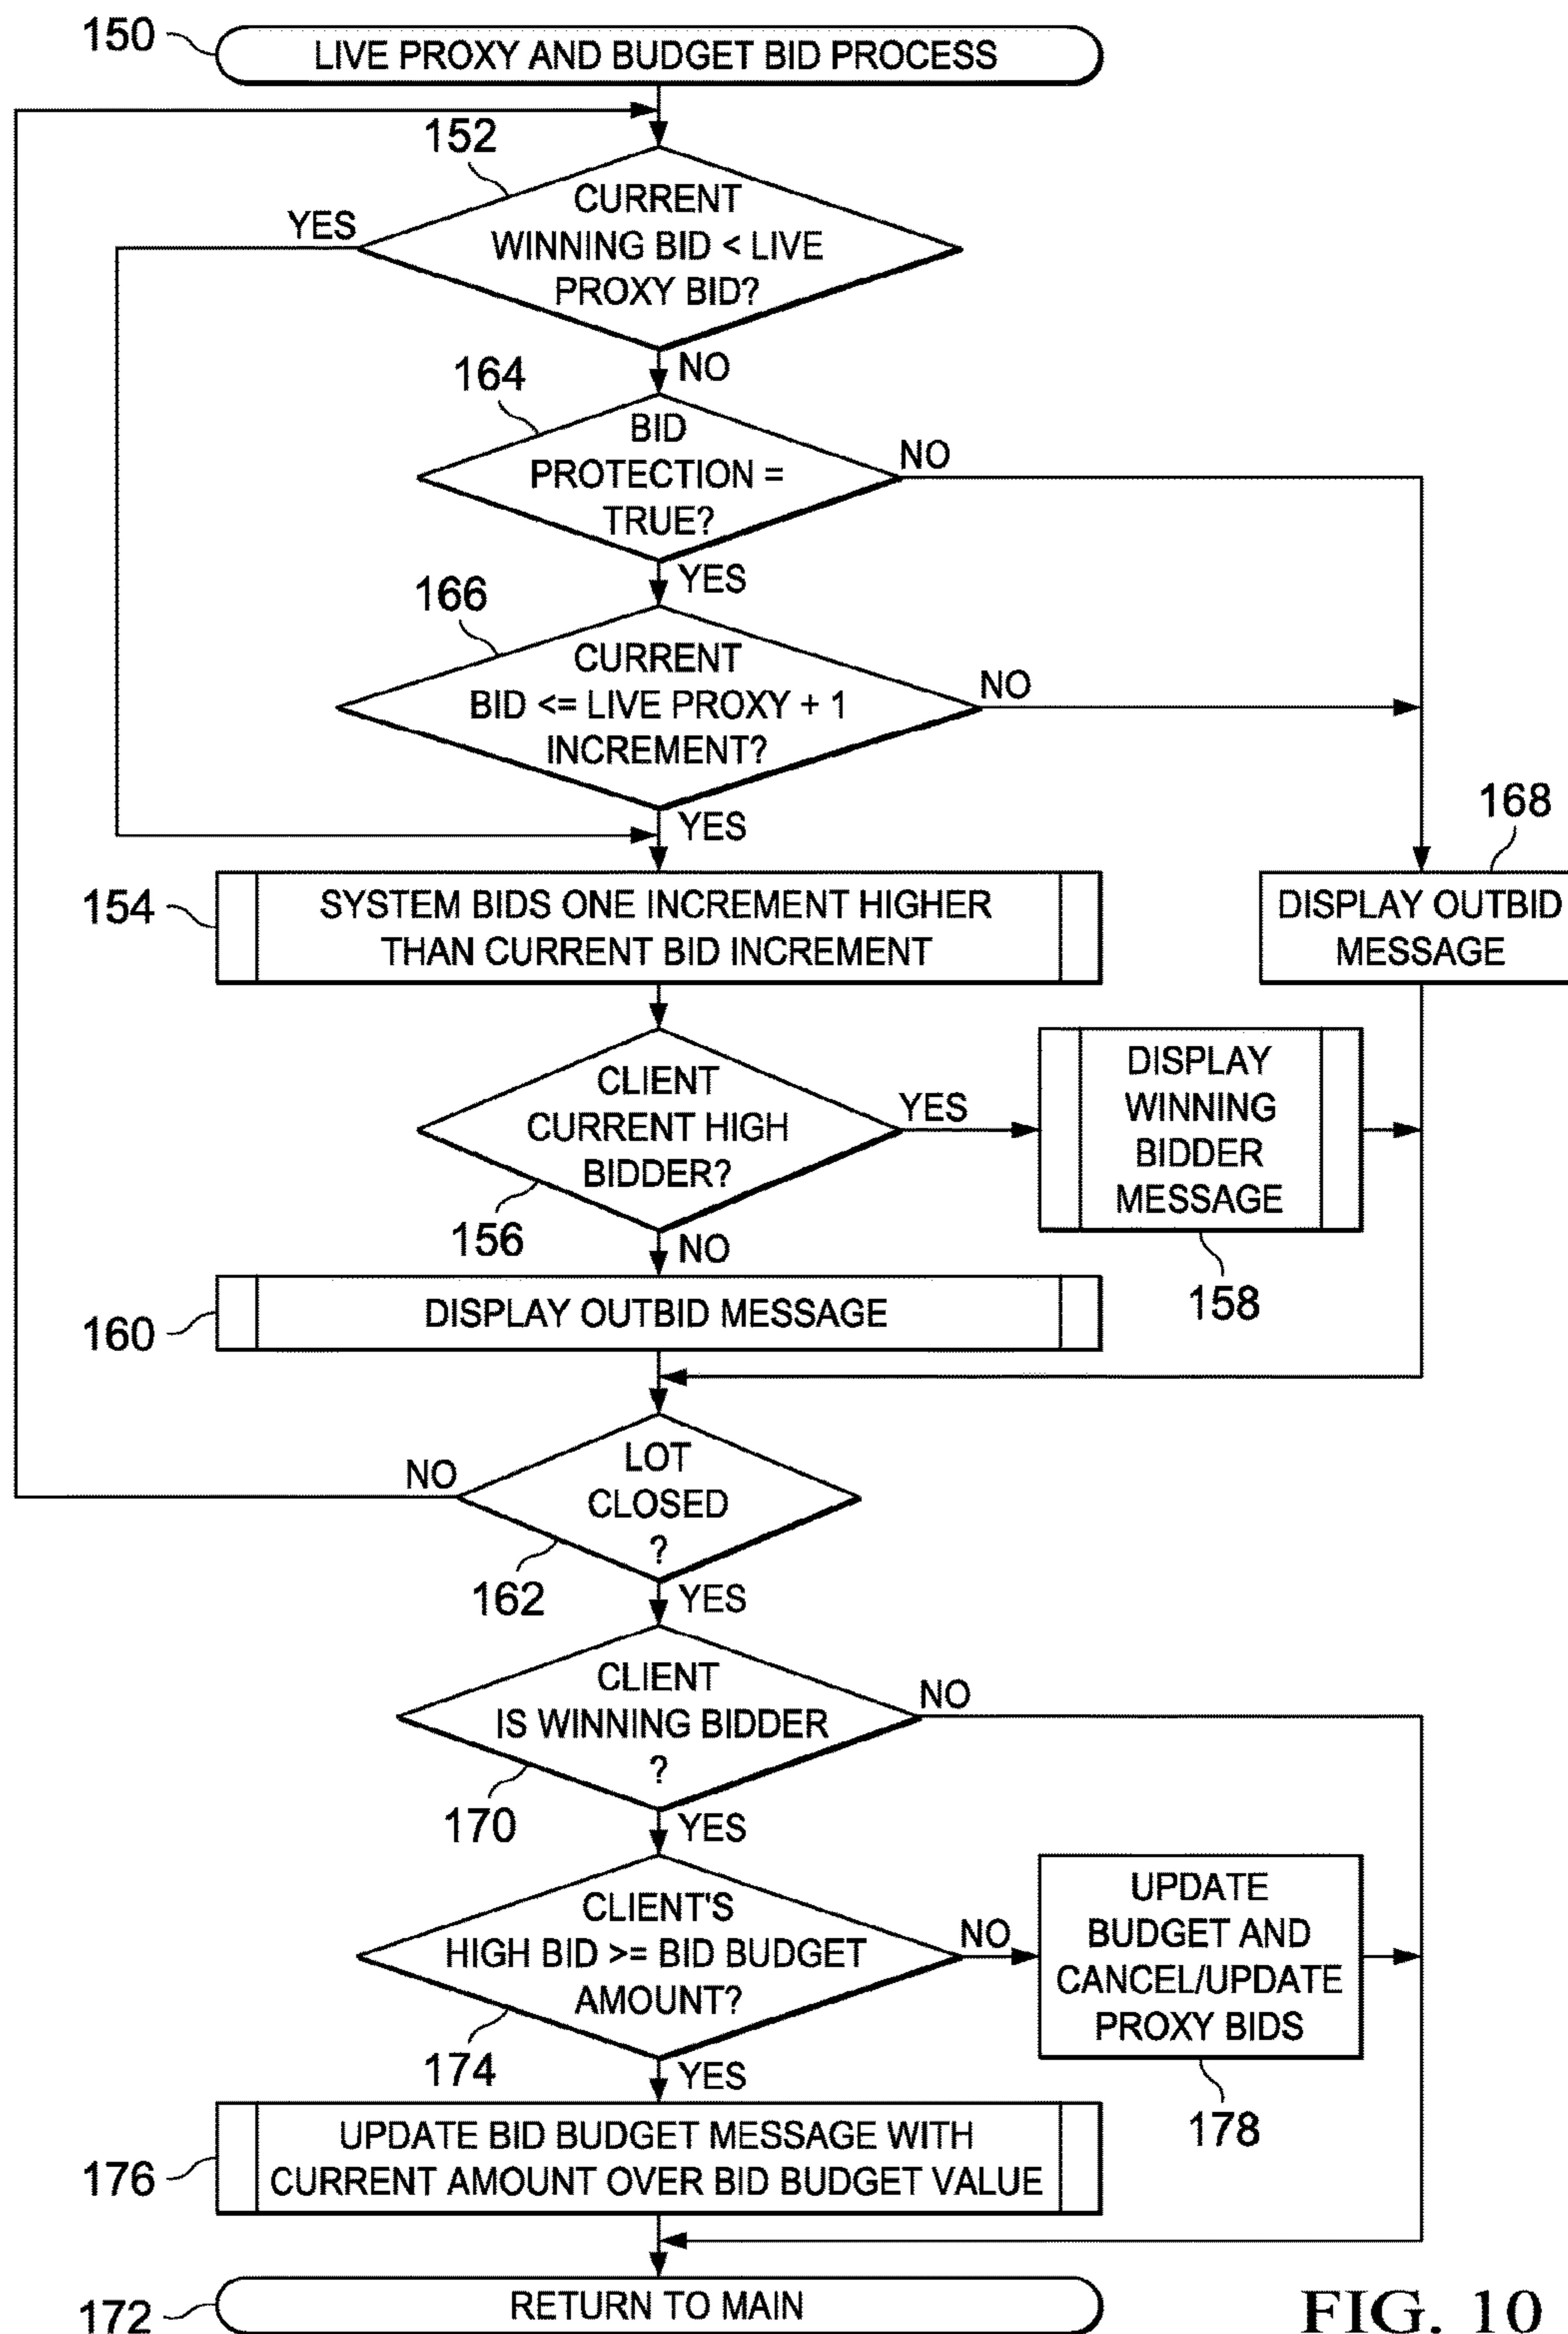 150
LIVE PROXY AND BUDGET BID PROCESS
152
CURRENT
WINNING BID < LIVE
PROXY BID?
YES
NO
164
BID
PROTECTION =
TRUE?
NO
YES
166
CURRENT
BID <= LIVE PROXY + 1
INCREMENT?
NO
YES
168
154
SYSTEM BIDS ONE INCREMENT HIGHER
THAN CURRENT BID INCREMENT
DISPLAY OUTBID
MESSAGE
CLIENT
CURRENT HIGH
BIDDER?
156
YES
DISPLAY
WINNING
BIDDER
MESSAGE
158
NO
160
DISPLAY OUTBID MESSAGE
LOT
CLOSED
?
NO
162
YES
CLIENT
IS WINNING BIDDER
?
NO
170
YES
CLIENT'S
HIGH BID >= BID BUDGET
AMOUNT?
NO
UPDATE
BUDGET AND
CANCEL/UPDATE
PROXY BIDS
174
178
YES
176
UPDATE BID BUDGET MESSAGE WITH
CURRENT AMOUNT OVER BID BUDGET VALUE
172
RETURN TO MAIN
FIG. 10